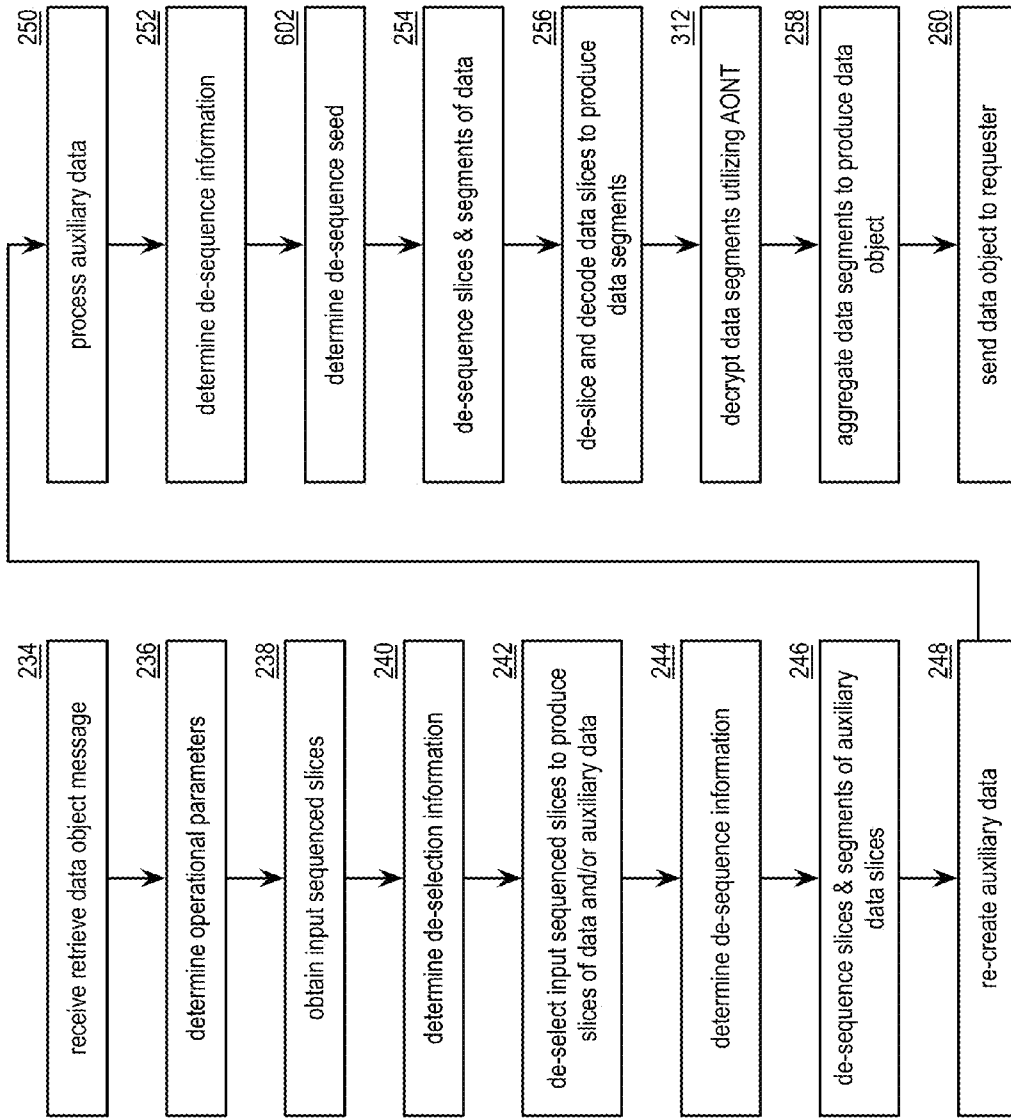 234
receive retrieve data object message
236
determine operational parameters
238
obtain input sequenced slices
240
determine de-selection information
242
de-select input sequenced slices to produce
slices of data and/or auxiliary data
244
determine de-sequence information
246
de-sequence slices & segments of auxiliary
data slices
248
re-create auxiliary data
250
process auxiliary data
252
determine de-sequence information
602
determine de-sequence seed
254
de-sequence slices & segments of data
256
de-slice and decode data slices to produce
data segments
312
decrypt data segments utilizing AONT
258
aggregate data segments to produce data
object
260
send data object to requester